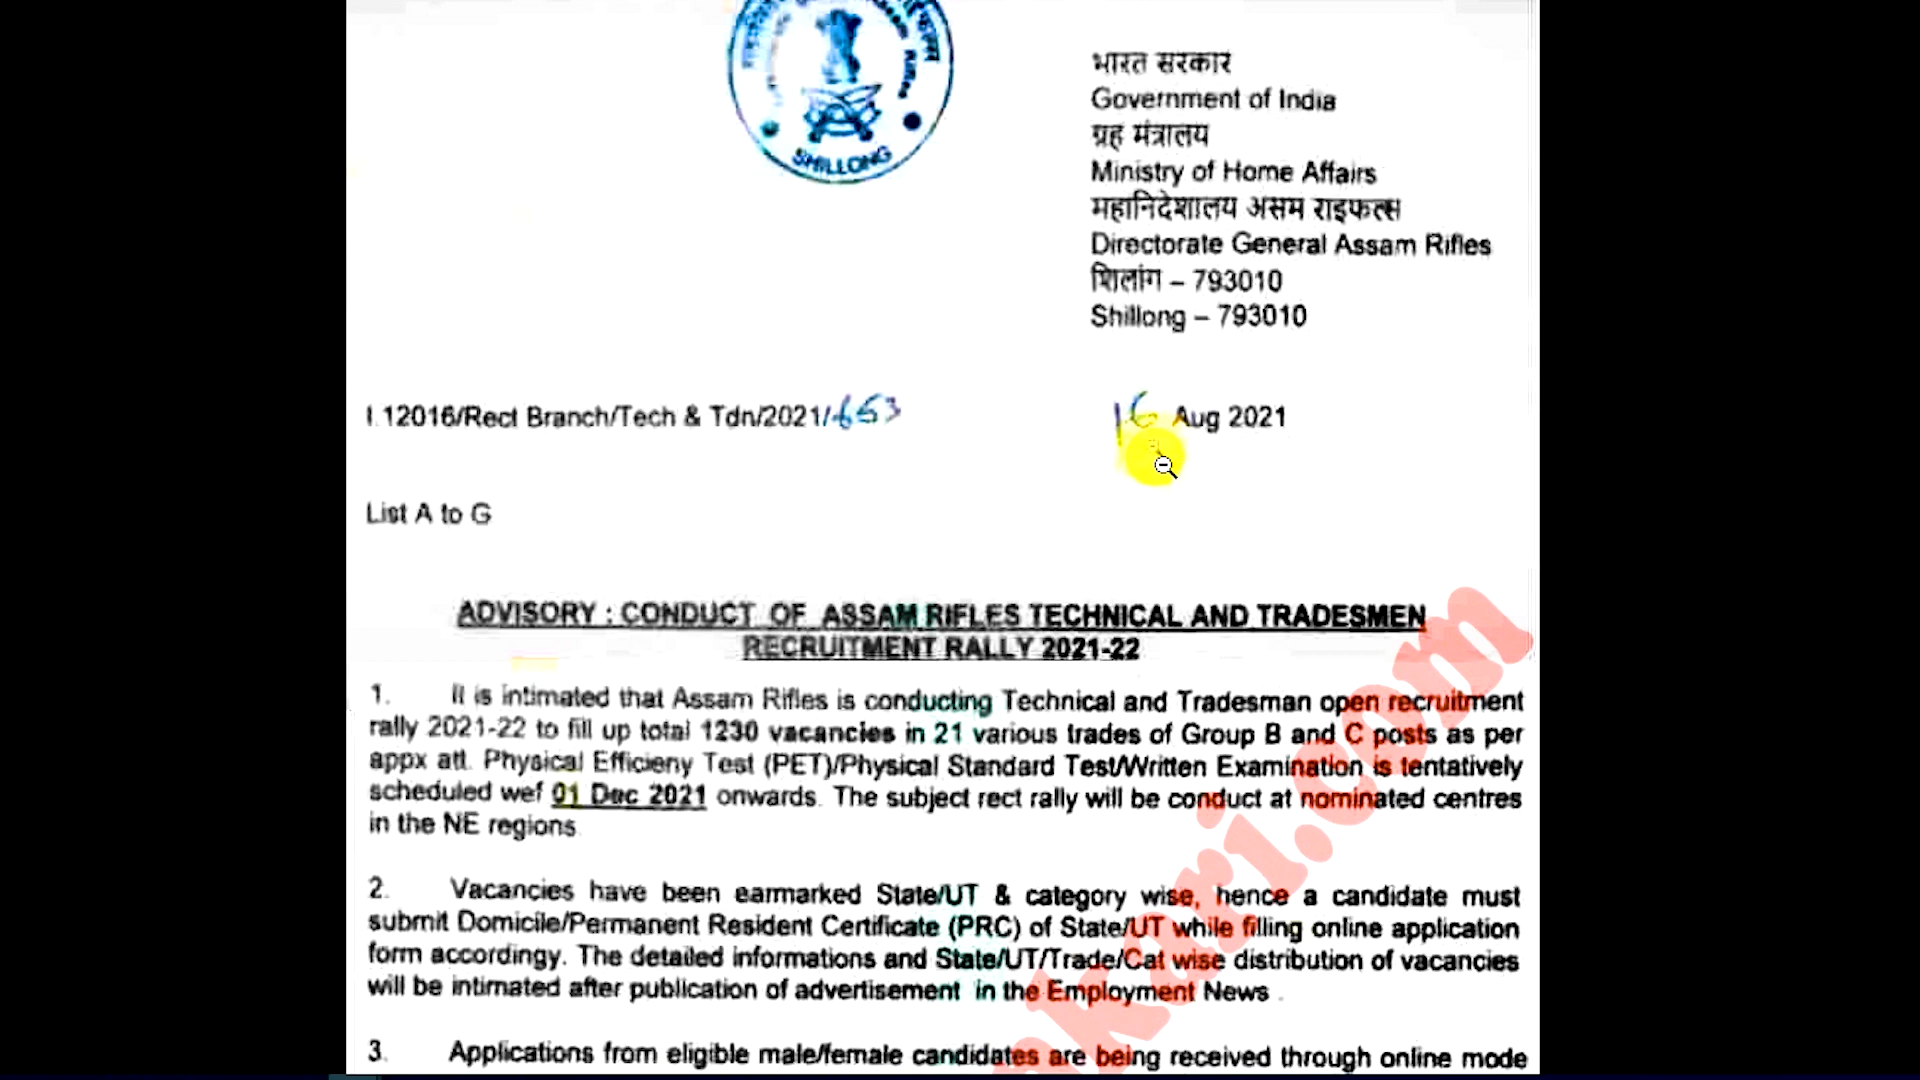 Assam Rifles
SHILLONG
भारत सरकार
Government of India
ग्रह मंत्रालय
Ministry of Home Affairs
महानिदेशालय असम राइफल्स
Directorate General Assam Rifles
शिलांग – 793010
Shillong – 793010
I.12016/Rect Branch/Tech & Tdn/2021/653
16 Aug 2021
List A to G
ADVISORY : CONDUCT OF ASSAM RIFLES TECHNICAL AND TRADESMEN
RECRUITMENT RALLY 2021-22
1. It is intimated that Assam Rifles is conducting Technical and Tradesman open recruitment
rally 2021-22 to fill up total 1230 vacancies in 21 various trades of Group B and C posts as per
appx att. Physical Efficieny Test (PET)/Physical Standard Test/Written Examination is tentatively
scheduled wef 01 Dec 2021 onwards. The subject rect rally will be conduct at nominated centres
in the NE regions.
2. Vacancies have been earmarked State/UT & category wise, hence a candidate must
submit Domicile/Permanent Resident Certificate (PRC) of State/UT while filling online application
form accordingy. The detailed informations and State/UT/Trade/Cat wise distribution of vacancies
will be intimated after publication of advertisement in the Employment News .
3. Applications from eligible male/female candidates are being received through online mode
kari.com